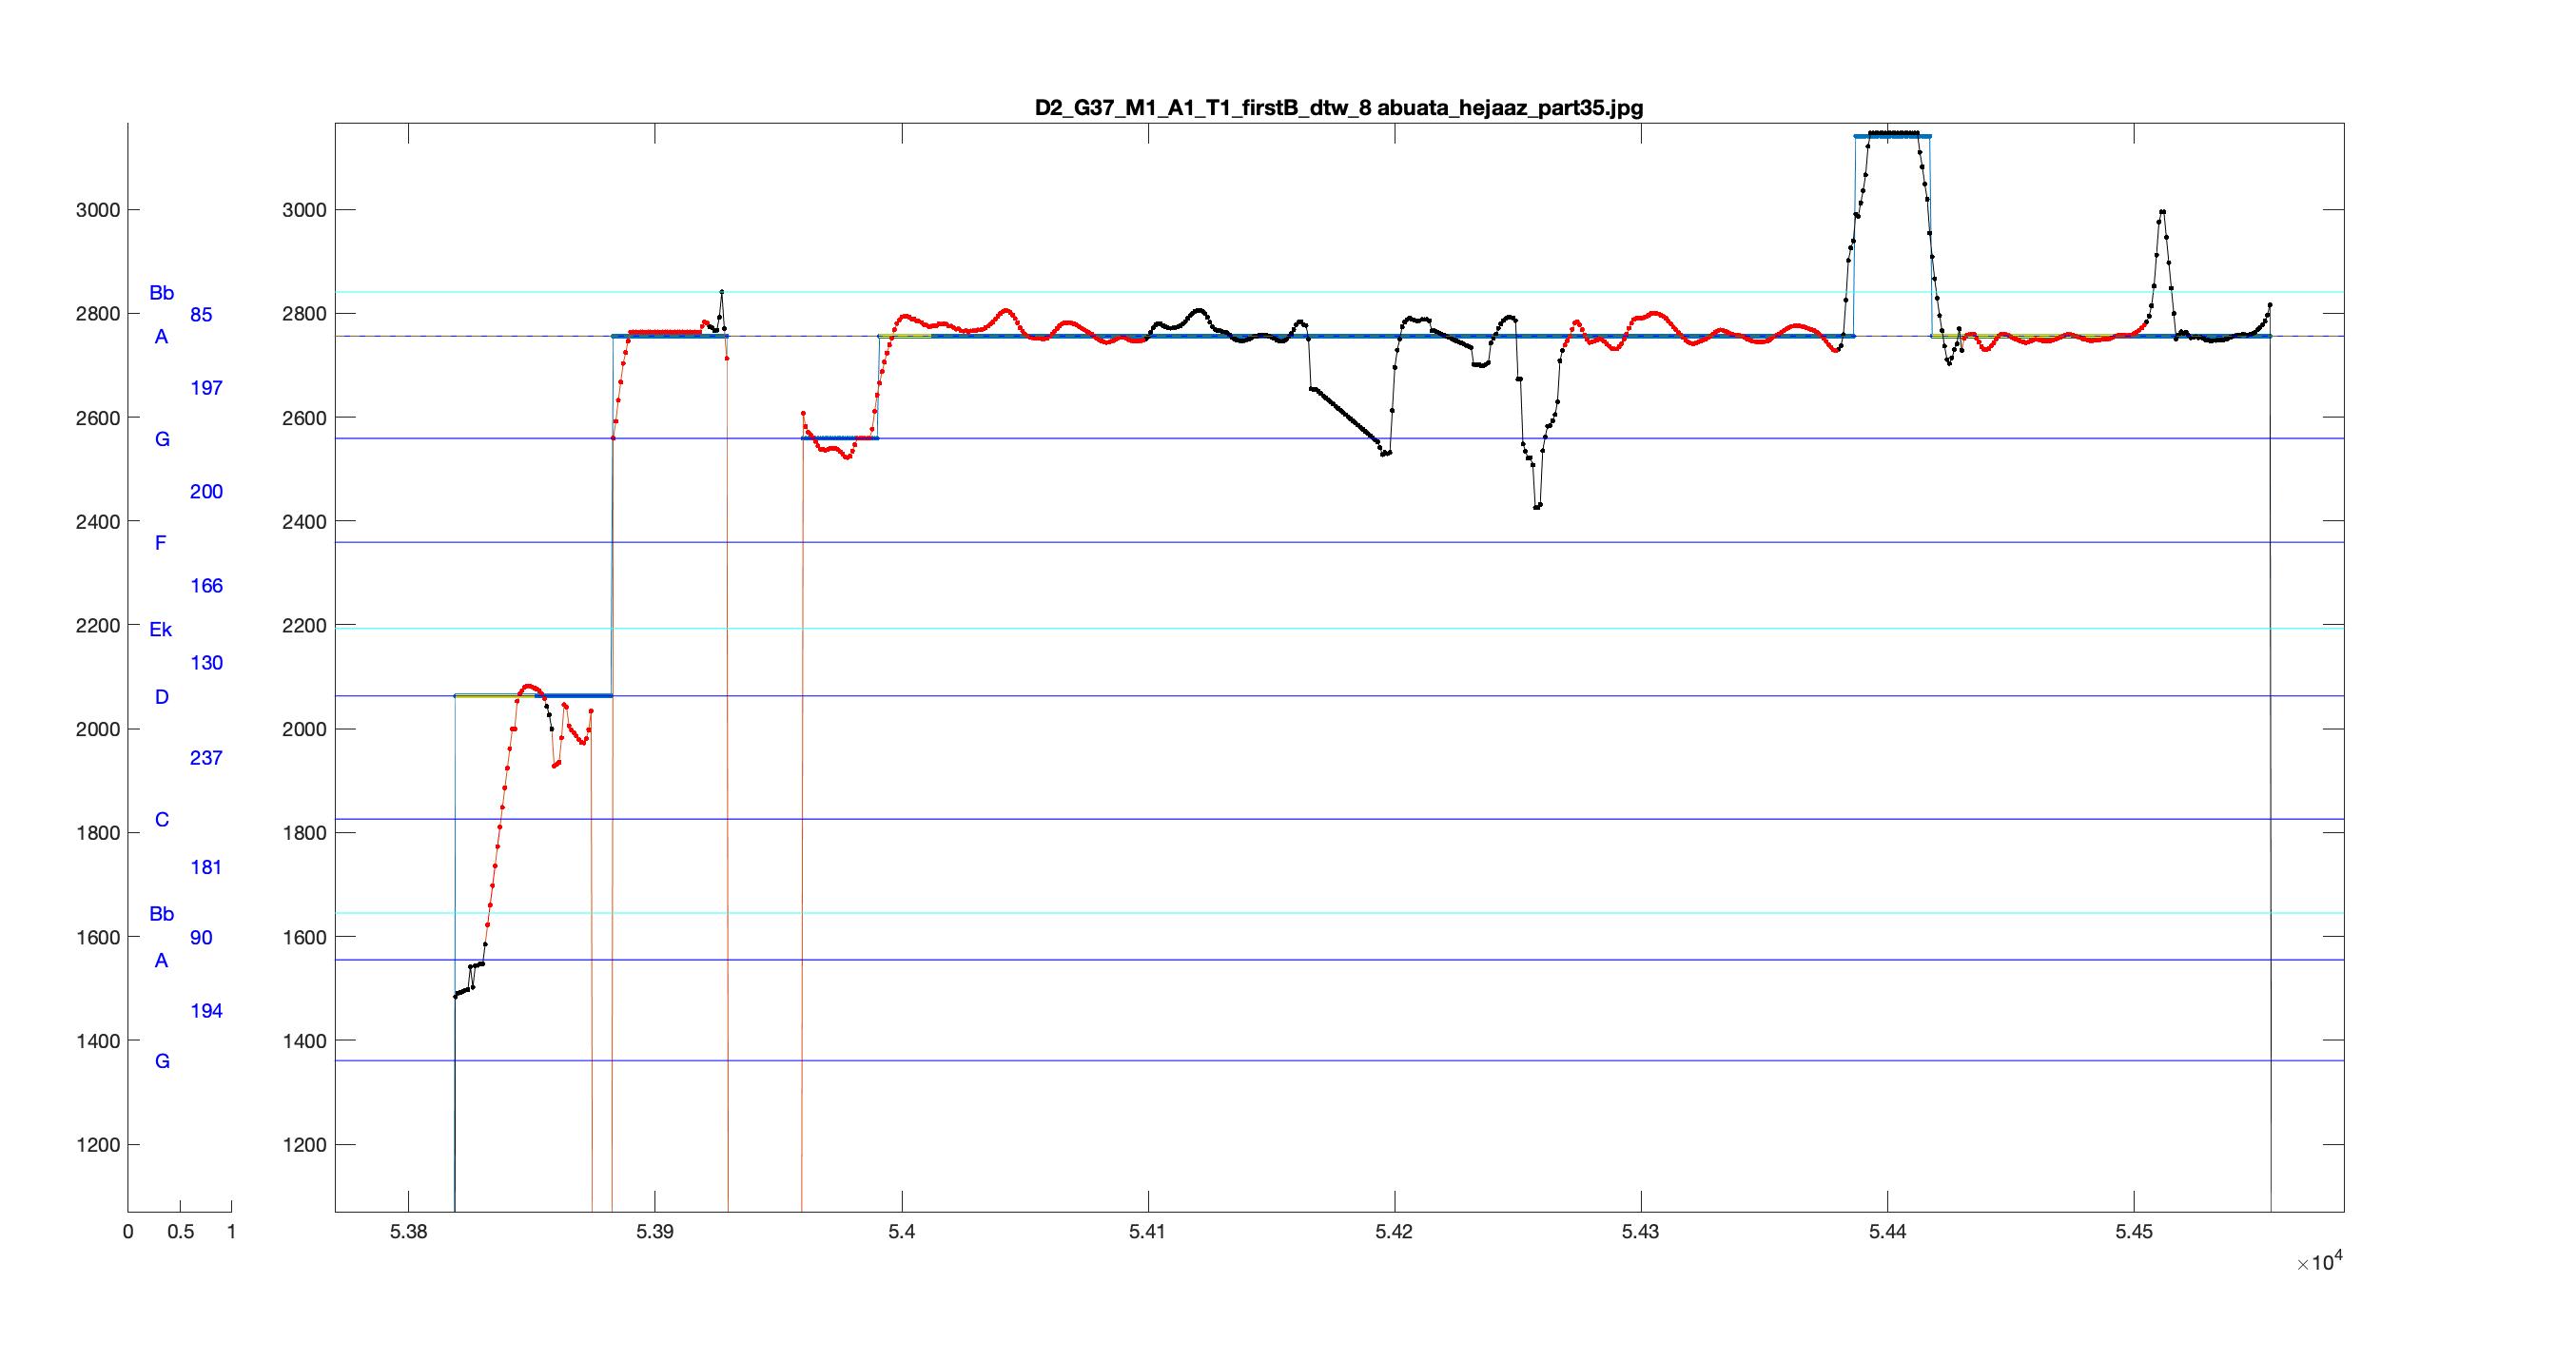 D2_G37_M1_A1_T1_firstB_dtw_8 abuata_hejaaz_part35.jpg
3000 3000
Bb
2800 85 2800
A
197
2600 2600
G
200
2400 2400
F
166
2200 Ek 2200
130
D
2000 2000
237
C
1800 1800
181
Bb
1600 90 1600
A
194
1400 1400
G
1200 1200
0 0.5 1 5.38 5.39 5.4 5.41 5.42 5.43 5.44 5.45
×10^4